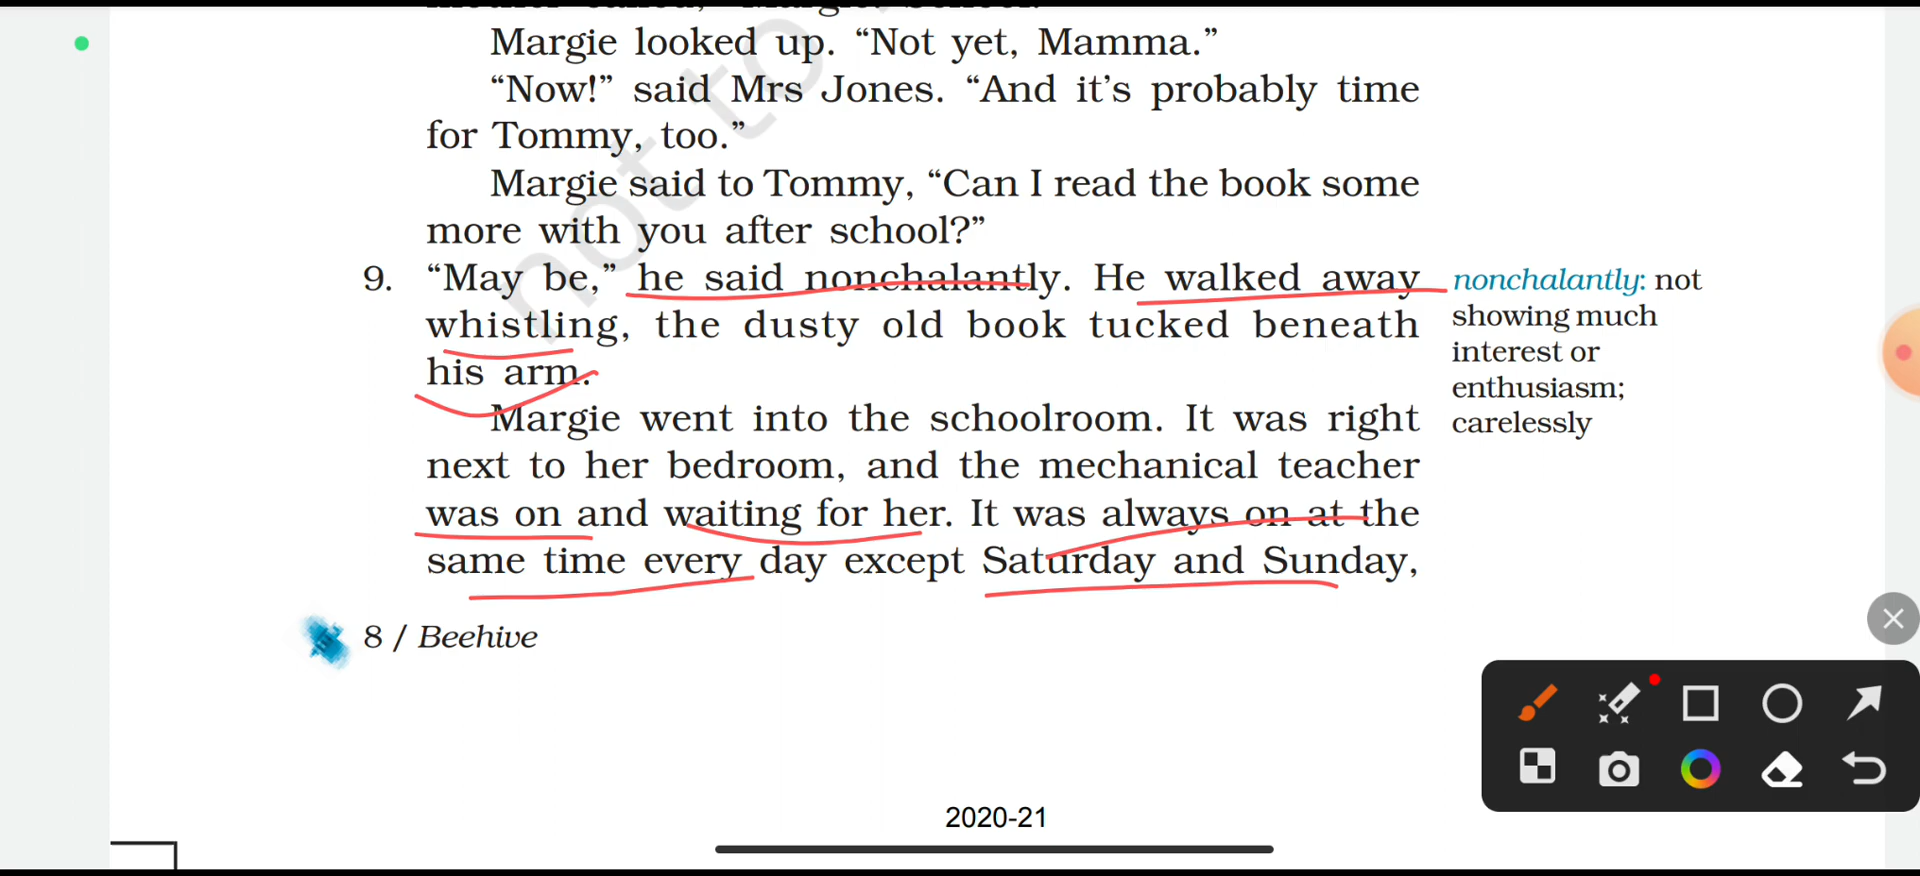 Margie looked up. “Not yet, Mamma.”
“Now!” said Mrs Jones. “And it’s probably time
for Tommy, too.”
Margie said to Tommy, “Can I read the book some
more with you after school?”
9. “May be,” he said nonchalantly. He walked away
whistling, the dusty old book tucked beneath
his arm.
Margie went into the schoolroom. It was right
next to her bedroom, and the mechanical teacher
was on and waiting for her. It was always on at the
same time every day except Saturday and Sunday,
nonchalantly: not
showing much
interest or
enthusiasm;
carelessly
not to
8 / Beehive
2020-21